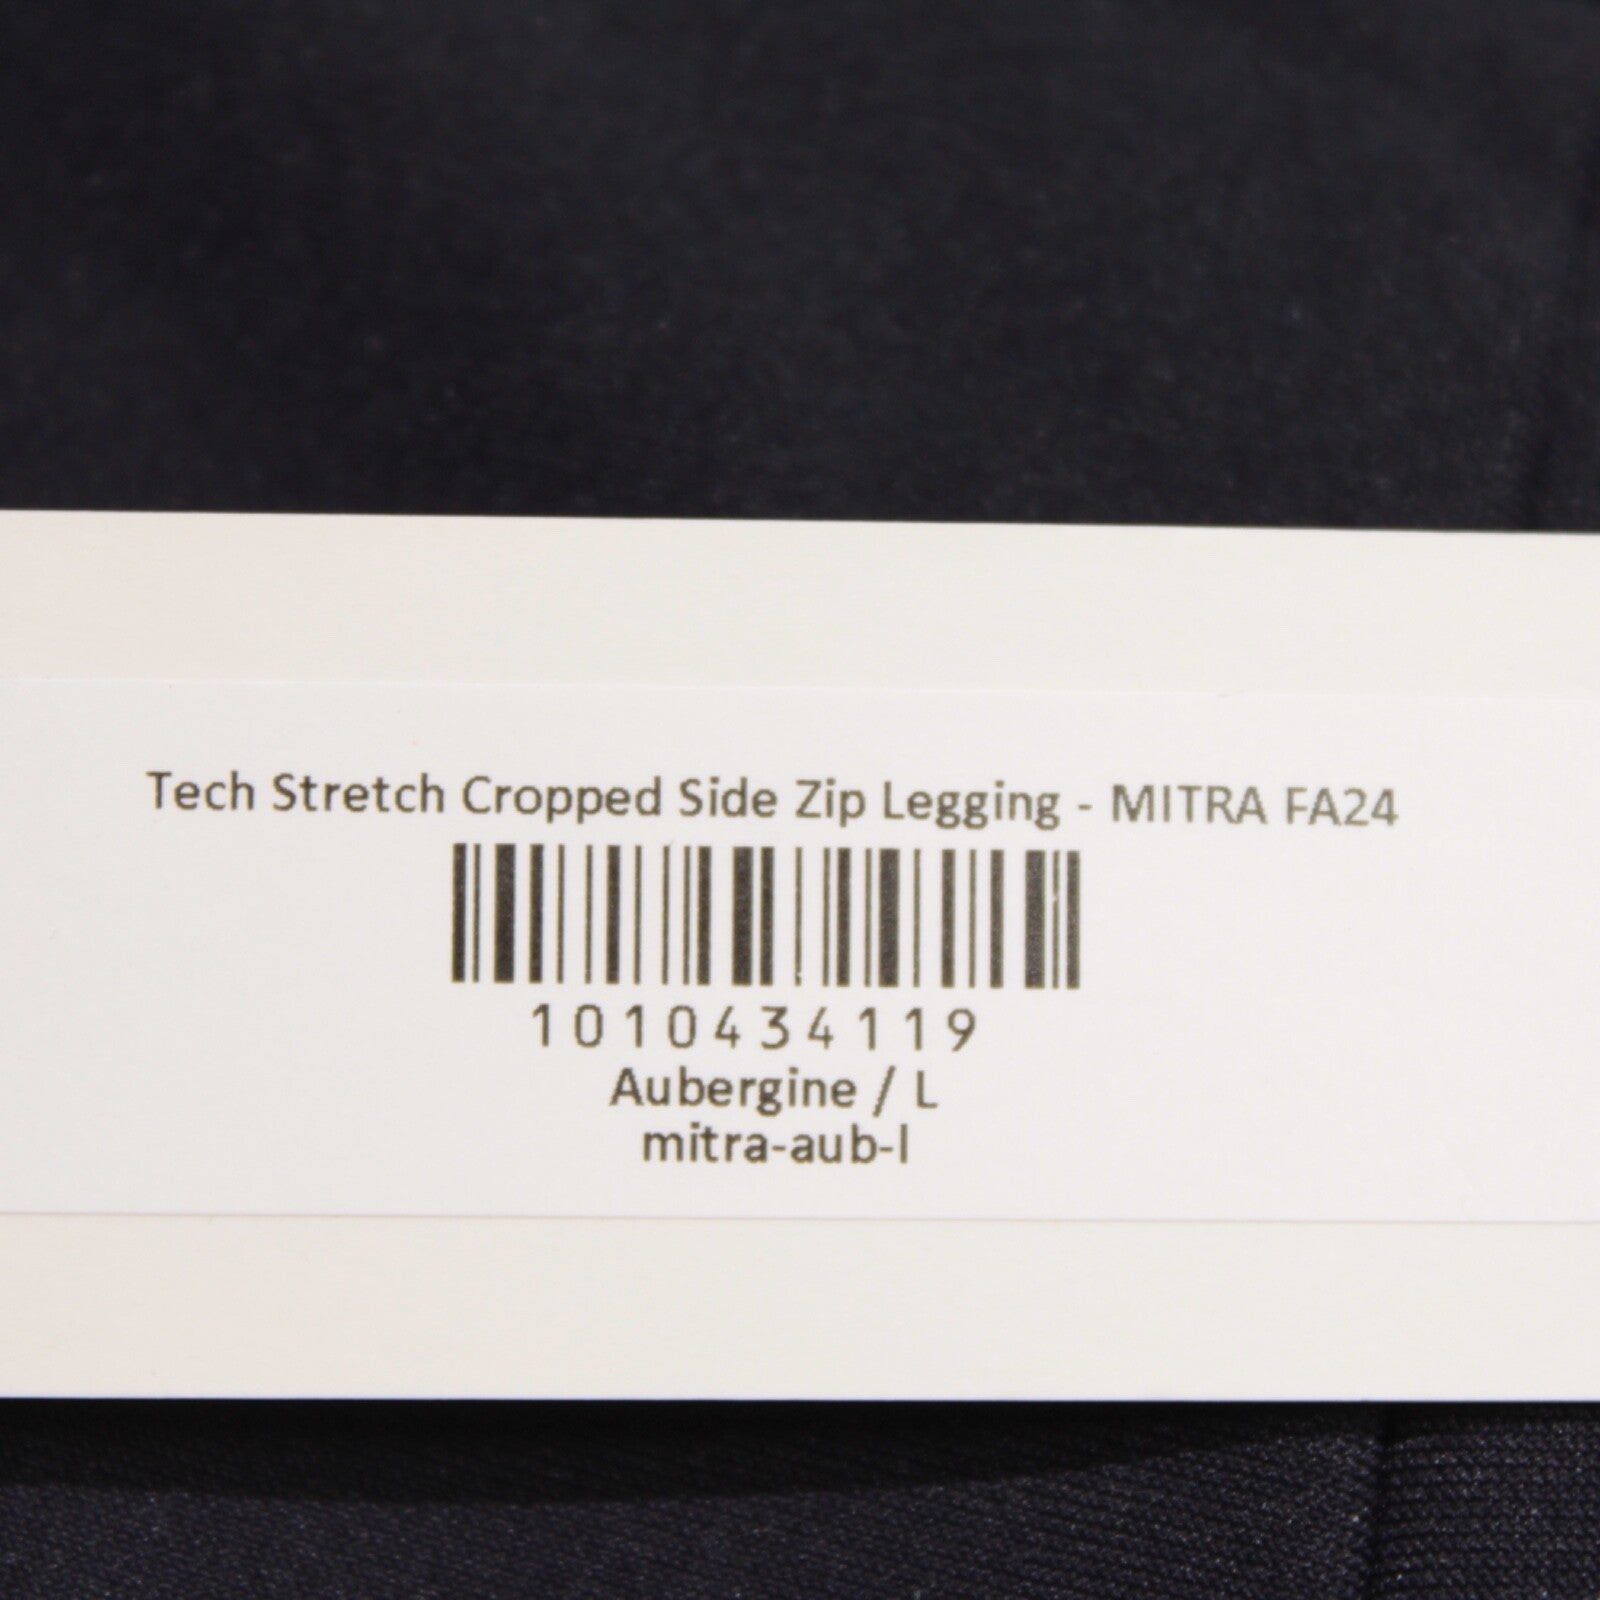 Tech Stretch Cropped Side Zip Legging - MITRA FA24
1010434119
Aubergine / L
mitra-aub-l